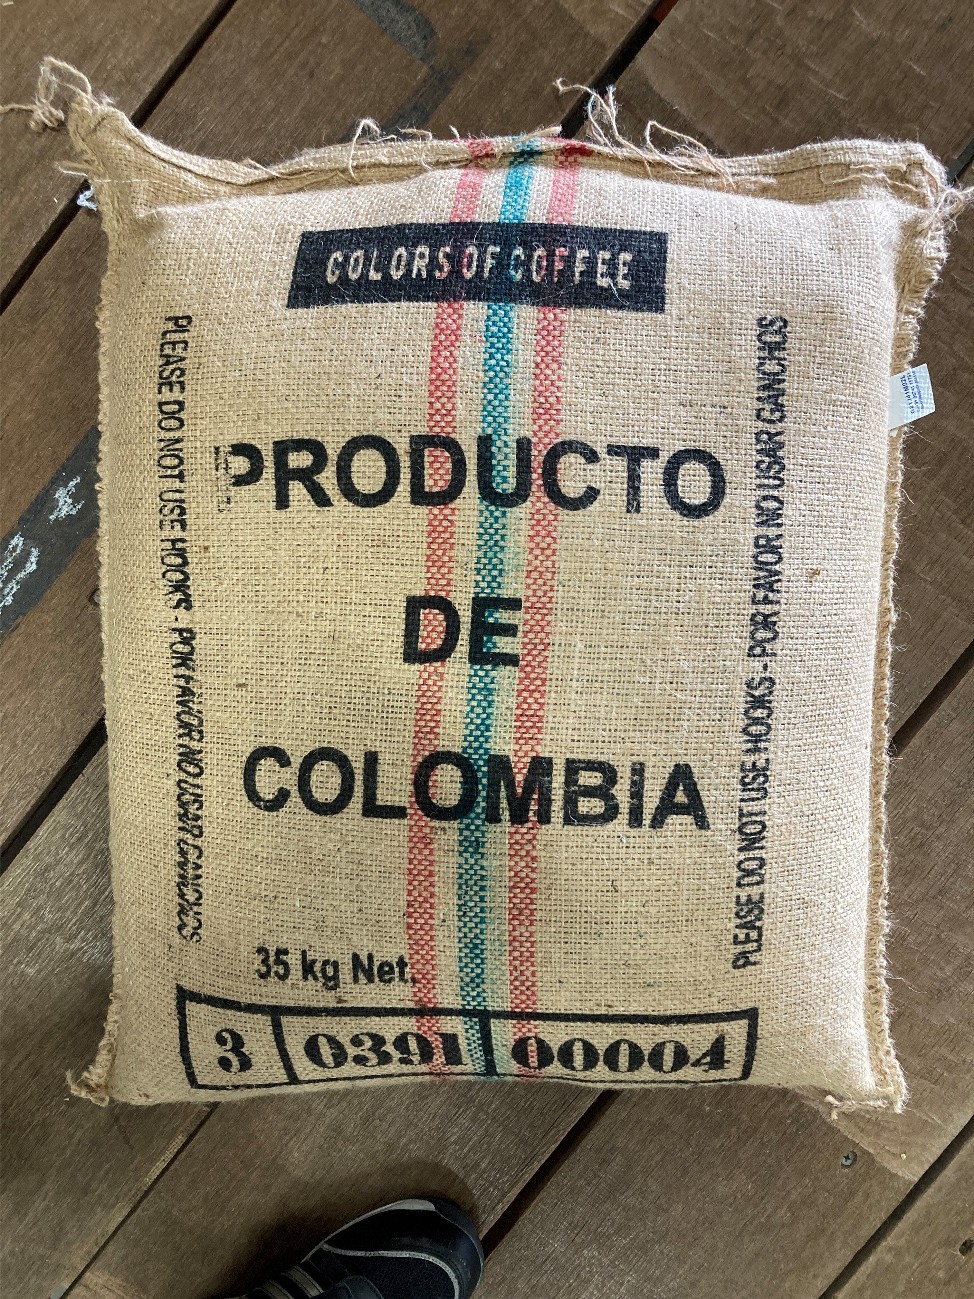 COLORS OF COFFEE
PLEASE DO NOT USE HOOKS - POR FAVOR NO USAR GANCHOS
PRODUCTO
DE
COLOMBIA
PLEASE DO NOT USE HOOKS - POR FAVOR NO USAR GANCHOS
35 kg Net.
3 0391 00004